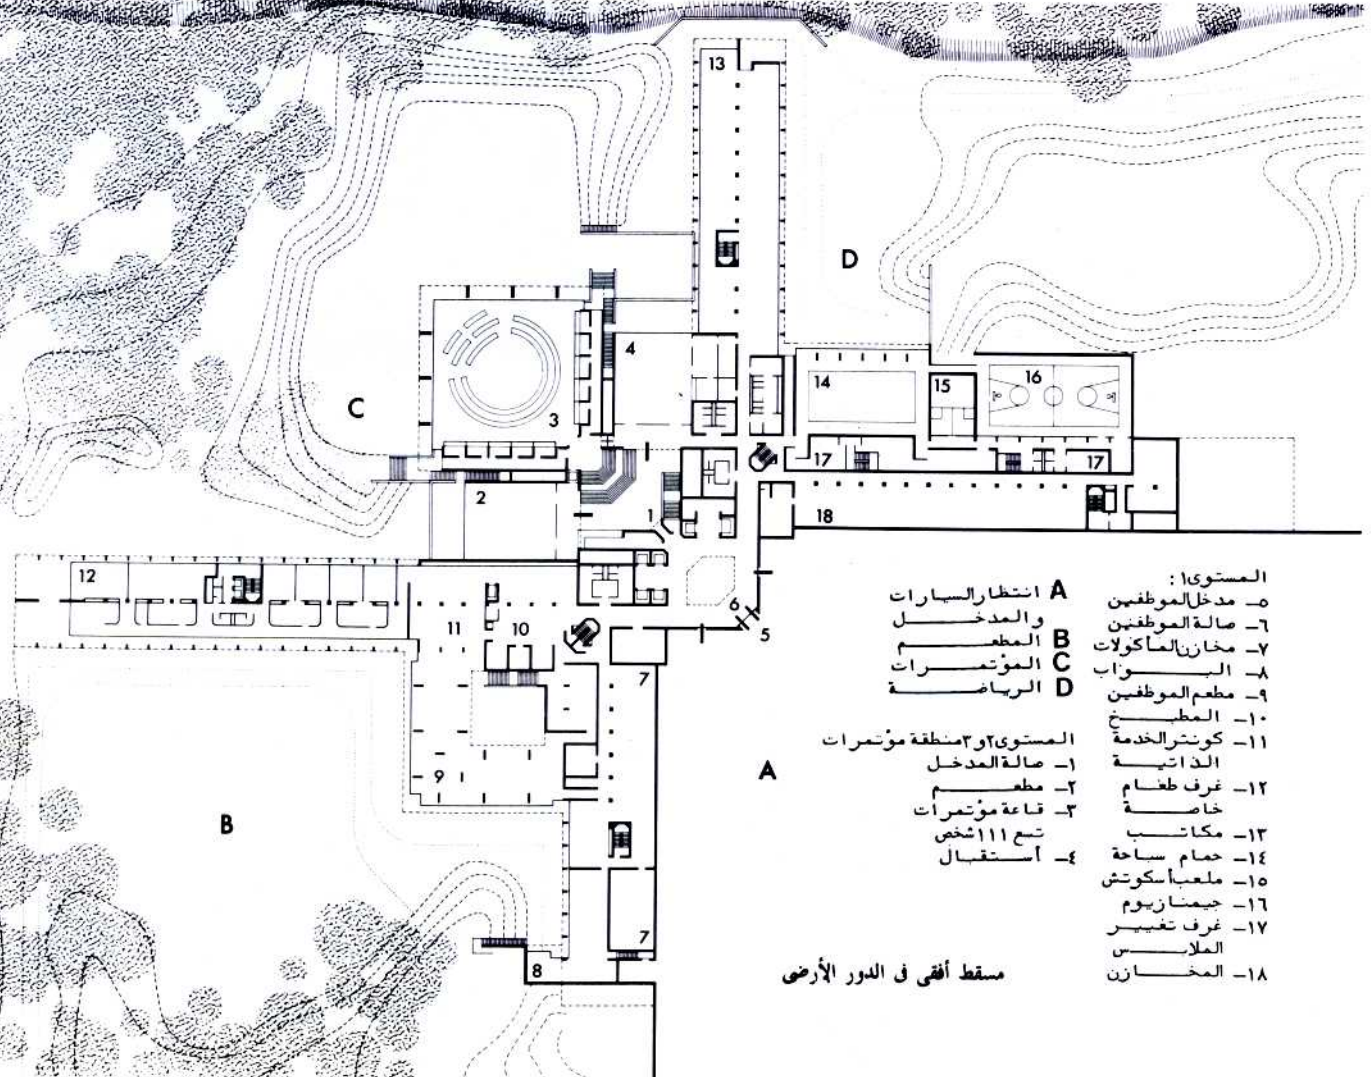 13
D
4
14
15
16
C
3
17
17
2
1
18
12
6
5
11
10
7
9
A
B
7
8
A انتظار السيارات
والمدخل
B المطعم
C المؤتمرات
D الرياضة
المستوى٢و٣منطقة مؤتمرات
١- صالة المدخل
٢- مطعم
٣- قاعة مؤتمرات
تسع ١١١ شخص
٤- أستقبال
المستوى١:
٥- مدخل الموظفين
٦- صالة الموظفين
٧- مخازن المأكولات
٨- البواب
٩- مطعم الموظفين
١٠- المطبخ
١١- كونتر الخدمة
الذاتية
١٢- غرف طعام
خاصة
١٣- مكاتب
١٤- حمام سباحة
١٥- ملعب أسكوتش
١٦- جيمنازيوم
١٧- غرف تغيير
الملابس
١٨- المخازن
مسقط أفقى فى الدور الأرضى